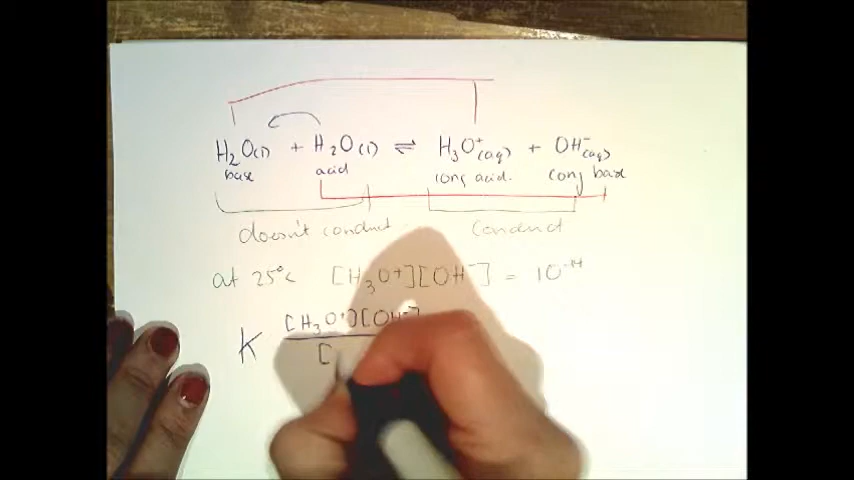 H₂O(l) + H₂O(l) ⇌ H₃O⁺(aq) + OH⁻(aq)
base acid conj acid. conj base
doesn't conduct conduct
at 25°C [H₃O+][OH⁻] = 10⁻¹⁴
K [H₃O⁺][OH⁻]
[